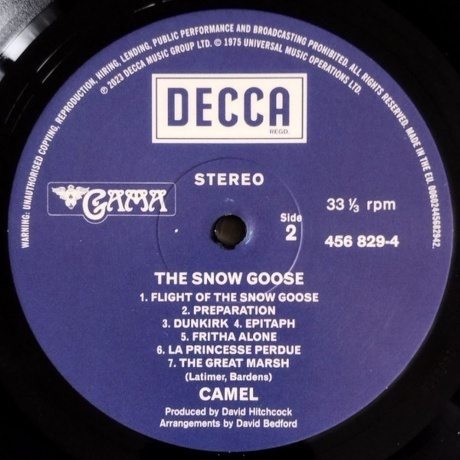 WARNING: UNAUTHORISED COPYING, REPRODUCTION, HIRING, LENDING, PUBLIC PERFORMANCE AND BROADCASTING PROHIBITED. ALL RIGHTS RESERVED. MADE IN THE EU. 00602445682942.
℗ 2023 DECCA MUSIC GROUP LTD. © 1975 UNIVERSAL MUSIC OPERATIONS LTD.
DECCA
REGD.
STEREO
GAMA
Side
2
33 ⅓ rpm
456 829-4
THE SNOW GOOSE
1. FLIGHT OF THE SNOW GOOSE
2. PREPARATION
3. DUNKIRK 4. EPITAPH
5. FRITHA ALONE
6. LA PRINCESSE PERDUE
7. THE GREAT MARSH
(Latimer, Bardens)
CAMEL
Produced by David Hitchcock
Arrangements by David Bedford